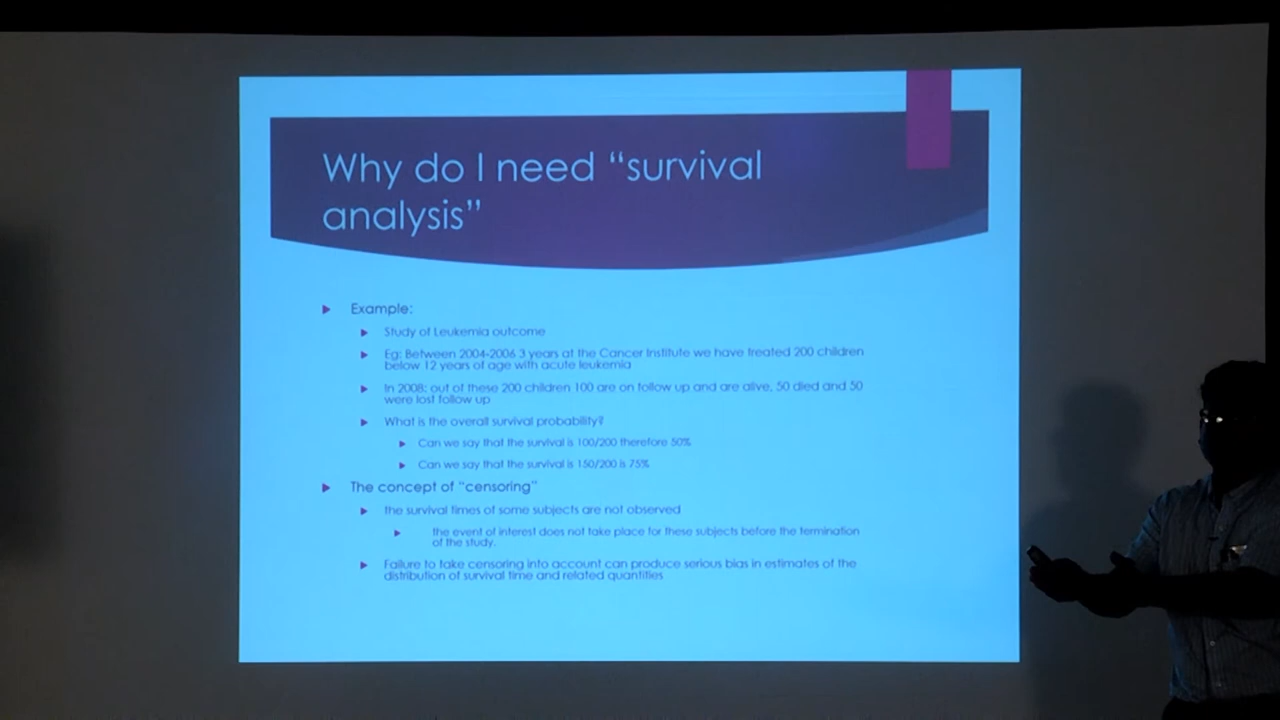 Why do I need “survival
analysis”
Example:
Study of Leukemia outcome
Eg: Between 2004-2006 3 years at the Cancer Institute we have treated 200 children
below 12 years of age with acute leukemia
In 2008: out of these 200 children 100 are on follow up and are alive, 50 died and 50
were lost follow up
What is the overall survival probability?
Can we say that the survival is 100/200 therefore 50%
Can we say that the survival is 150/200 is 75%
The concept of “censoring”
the survival times of some subjects are not observed
the event of interest does not take place for these subjects before the termination
of the study.
Failure to take censoring into account can produce serious bias in estimates of the
distribution of survival time and related quantities